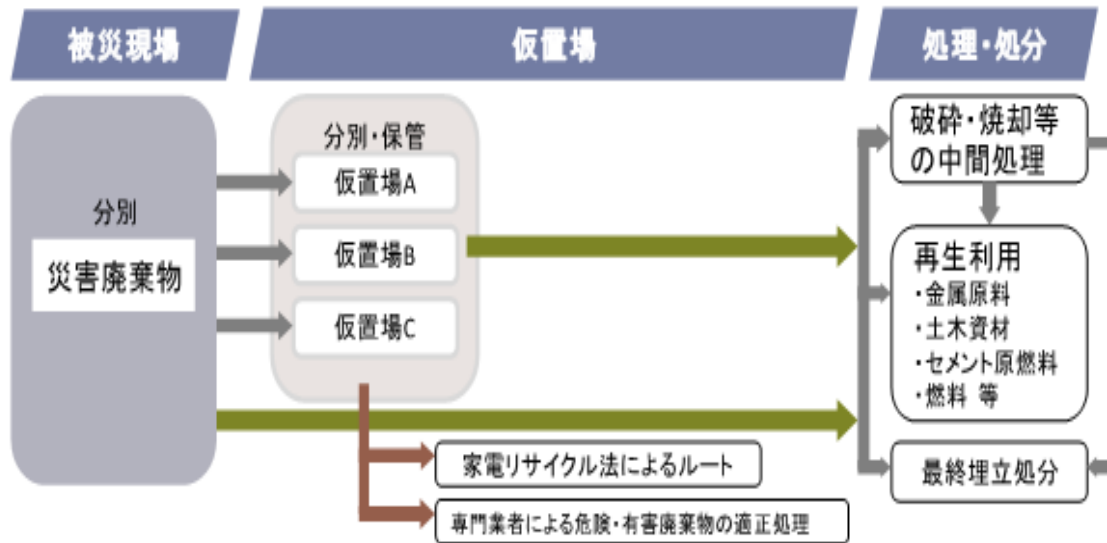 被災現場
仮置場
処理・処分
分別
災害廃棄物
分別・保管
仮置場A
仮置場B
仮置場C
家電リサイクル法によるルート
専門業者による危険・有害廃棄物の適正処理
破砕・焼却等
の中間処理
再生利用
・金属原料
・土木資材
・セメント原燃料
・燃料 等
最終埋立処分